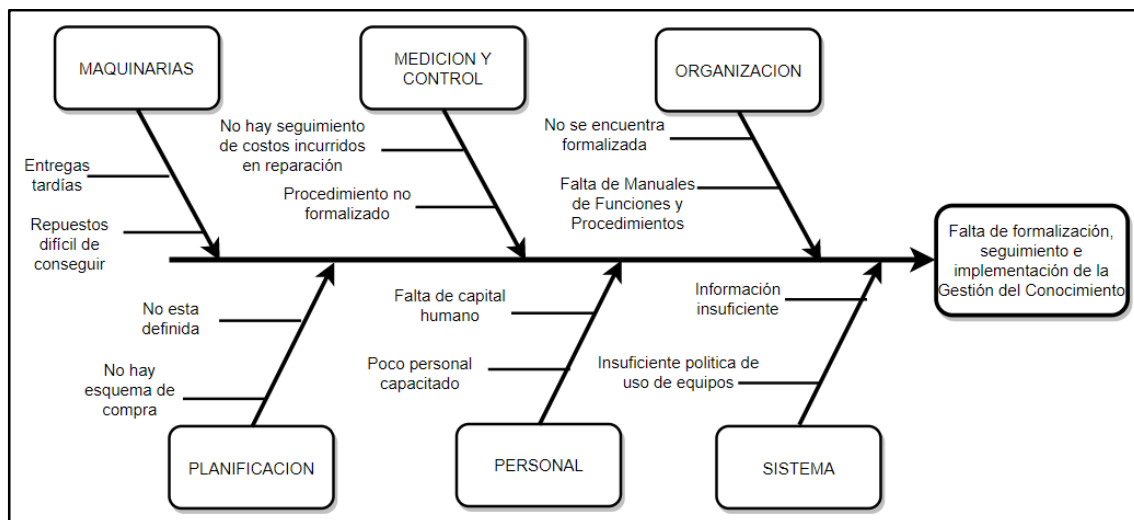 MAQUINARIAS
MEDICION Y
CONTROL
ORGANIZACION
Entregas
tardías
Repuestos
difícil de
conseguir
No hay seguimiento
de costos incurridos
en reparación
Procedimiento no
formalizado
No se encuentra
formalizada
Falta de Manuales
de Funciones y
Procedimientos
Falta de formalización,
seguimiento e
implementación de la
Gestión del Conocimiento
No esta
definida
No hay
esquema de
compra
Falta de capital
humano
Poco personal
capacitado
Información
insuficiente
Insuficiente politica de
uso de equipos
PLANIFICACION
PERSONAL
SISTEMA